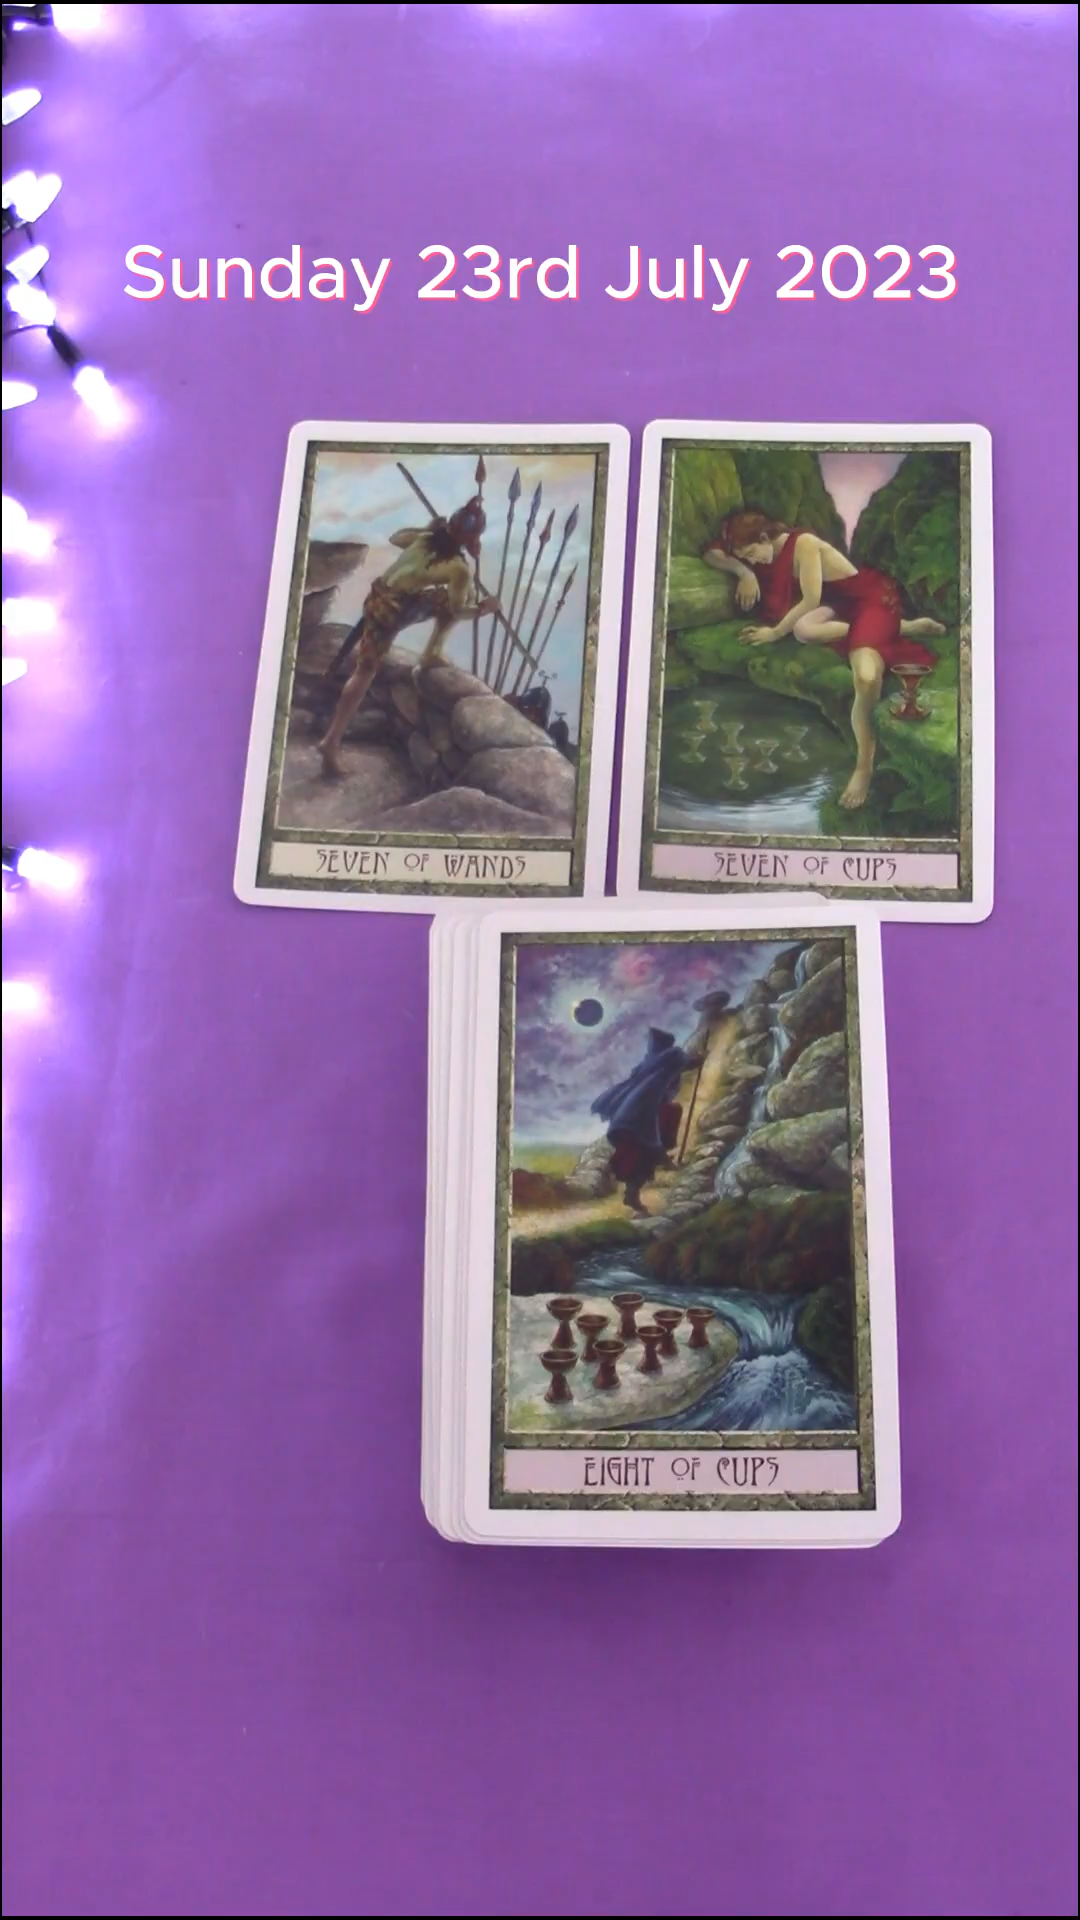 Sunday 23rd July 2023
SEVEN OF WANDS
SEVEN OF CUPS
EIGHT OF CUPS